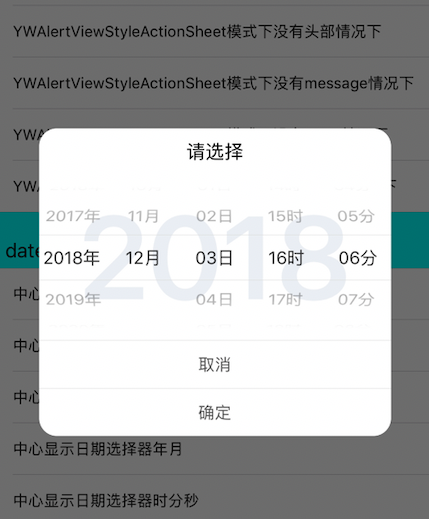 YWAlertViewStyleActionSheet模式下没有头部情况下
YWAlertViewStyleActionSheet模式下没有message情况下
YWA
请选择
YWA
下
2017年 11月 02日 15时 05分
date
2018
2018年 12月 03日 16时 06分
中心
2019年 04日 17时 07分
中心
取消
中心
确定
中心显示日期选择器年月
中心显示日期选择器时分秒